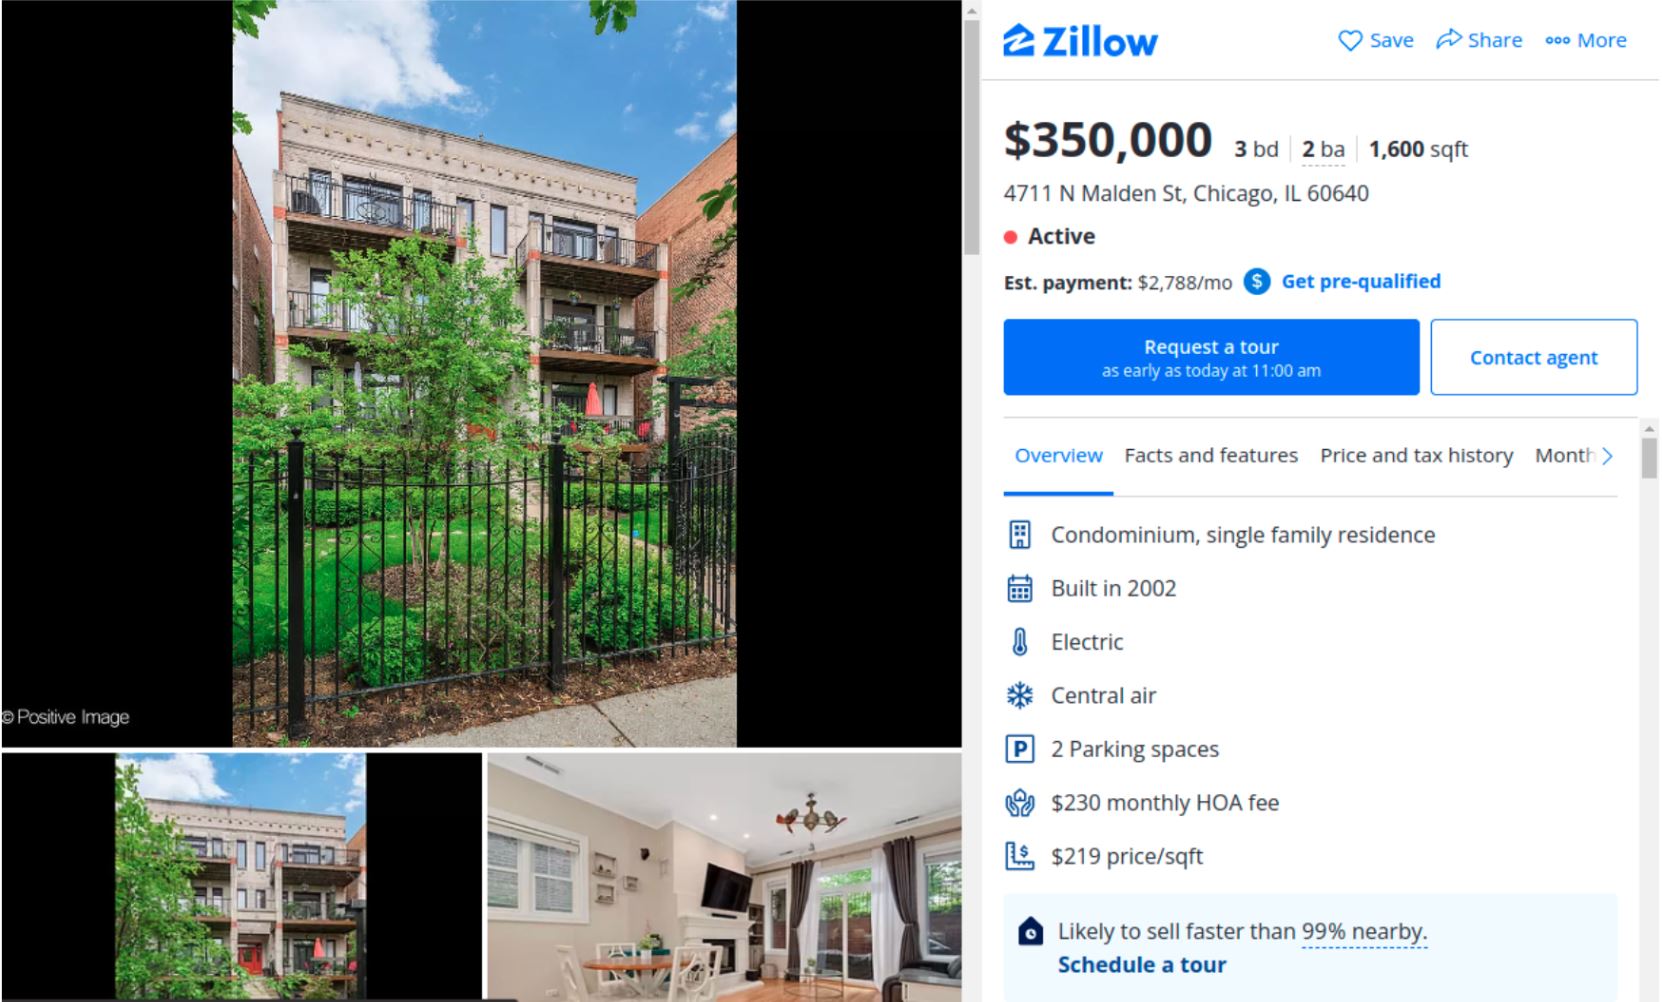 Zillow
Save
Share
More
$350,000 3 bd 2 ba 1,600 sqft
4711 N Malden St, Chicago, IL 60640
Active
Est. payment: $2,788/mo $ Get pre-qualified
Request a tour
as early as today at 11:00 am
Contact agent
Overview Facts and features Price and tax history Month
Condominium, single family residence
Built in 2002
Electric
Central air
P 2 Parking spaces
$230 monthly HOA fee
$ $219 price/sqft
Likely to sell faster than 99% nearby.
Schedule a tour
© Positive Image